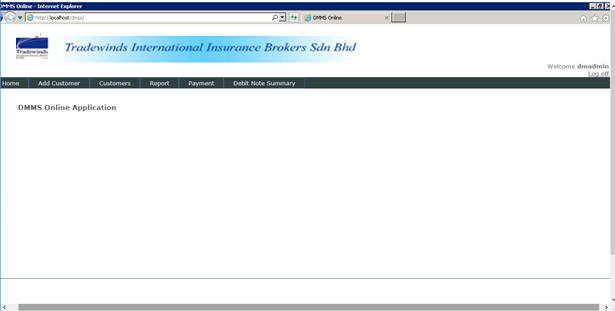 DMMS Online - Internet Explorer
http://localhost/dmss/
DMMS Online
Tradewinds
Tradewinds International Insurance Brokers Sdn Bhd
Welcome dmadmin
Log off
Home Add Customer Customers Report Payment Debit Note Summary
DMMS Online Application